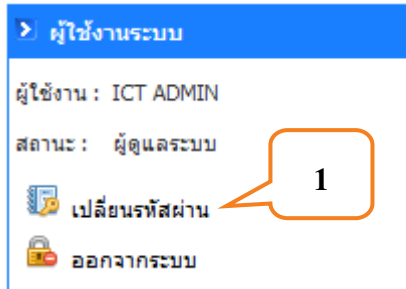 ผู้ใช้งานระบบ
ผู้ใช้งาน : ICT ADMIN
สถานะ : ผู้ดูแลระบบ
1
เปลี่ยนรหัสผ่าน
ออกจากระบบ